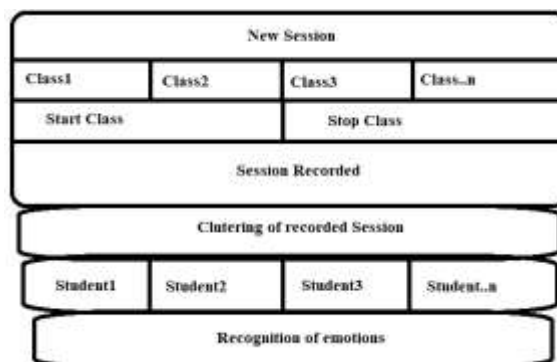 New Session
Class1 Class2 Class3 Class..n
Start Class Stop Class
Session Recorded
Clutering of recorded Session
Student1 Student2 Student3 Student..n
Recognition of emotions